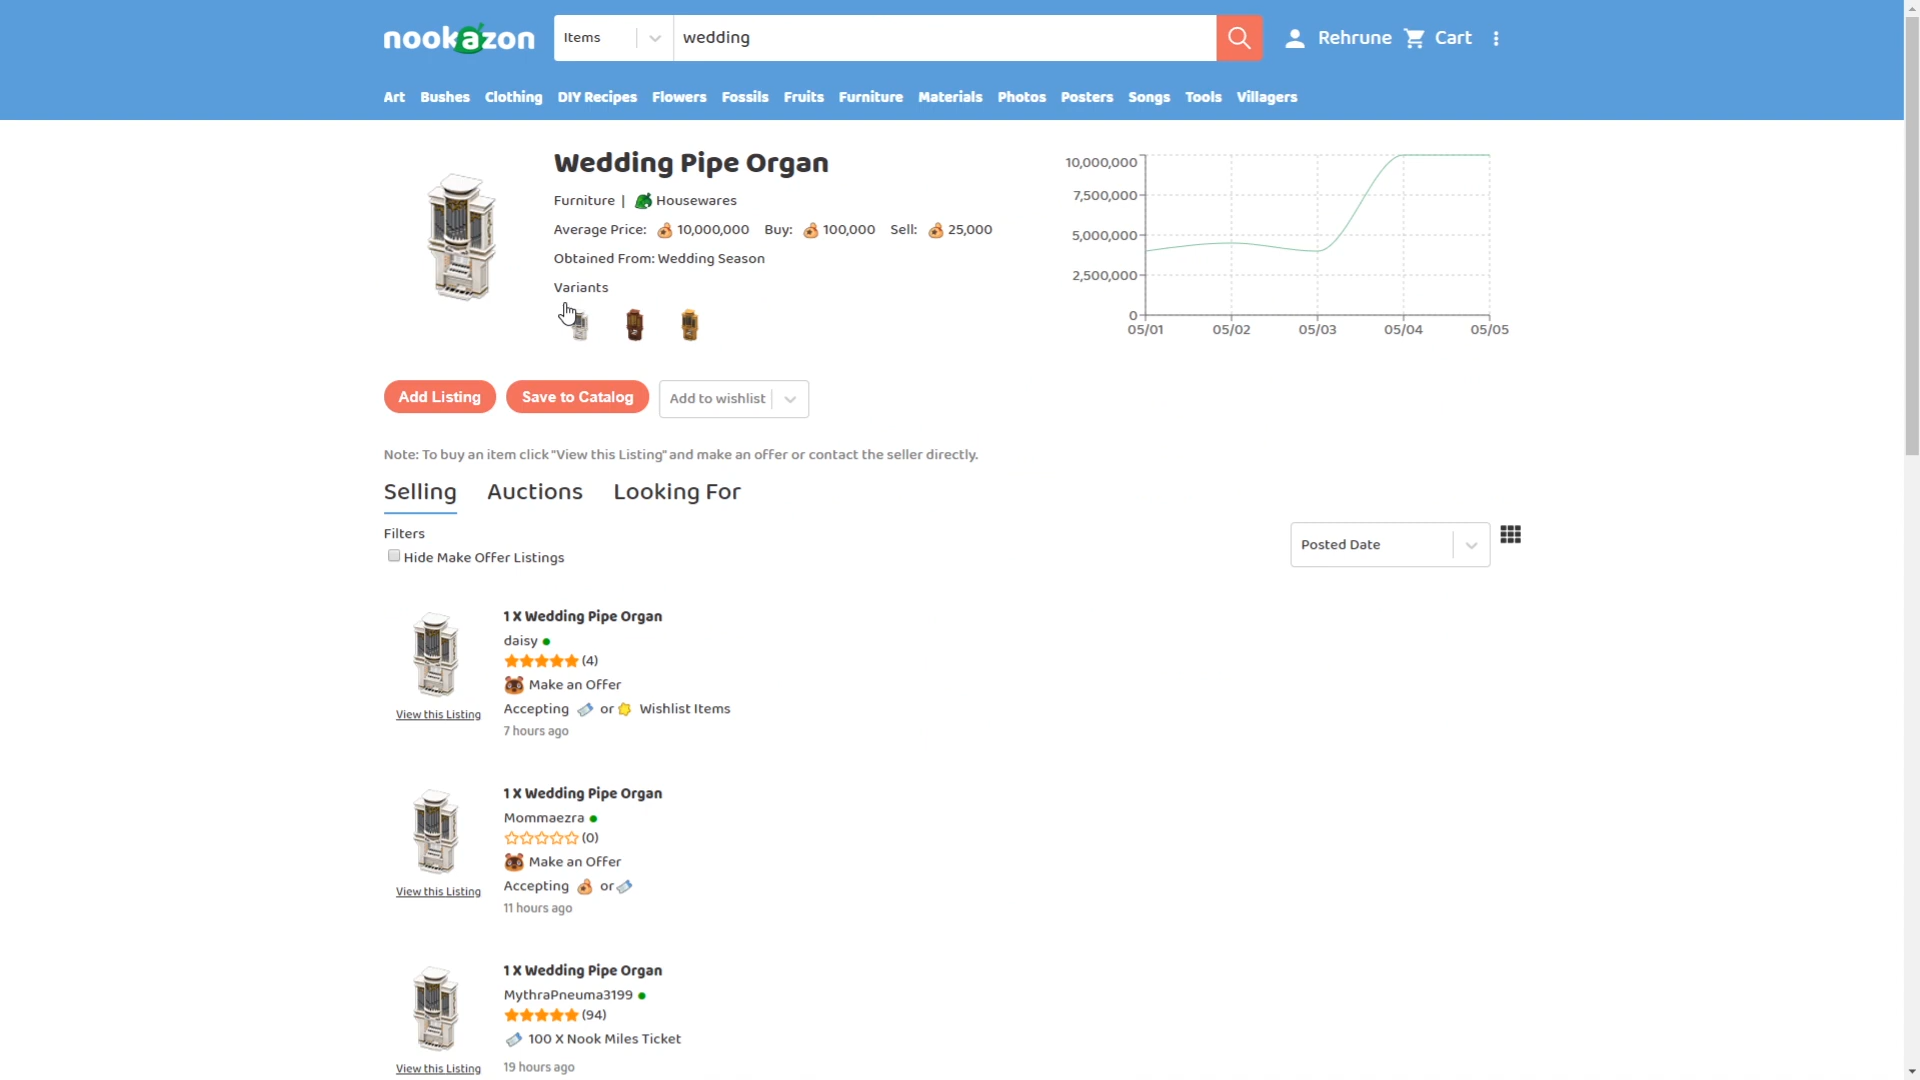 nookazon
Items
wedding
Rehrune
Cart
Art Bushes Clothing DIY Recipes Flowers Fossils Fruits Furniture Materials Photos Posters Songs Tools Villagers
Wedding Pipe Organ
Furniture | Housewares
Average Price: 10,000,000 Buy: 100,000 Sell: 25,000
Obtained From: Wedding Season
Variants
10,000,000
7,500,000
5,000,000
2,500,000
0
05/01 05/02 05/03 05/04 05/05
Add Listing
Save to Catalog
Add to wishlist
Note: To buy an item click "View this Listing" and make an offer or contact the seller directly.
Selling Auctions Looking For
Filters
Hide Make Offer Listings
Posted Date
1 X Wedding Pipe Organ
daisy
(4)
Make an Offer
Accepting or Wishlist Items
7 hours ago
View this Listing
1 X Wedding Pipe Organ
Mommaezra
(0)
Make an Offer
Accepting or
11 hours ago
View this Listing
1 X Wedding Pipe Organ
MythraPneuma3199
(94)
100 X Nook Miles Ticket
19 hours ago
View this Listing